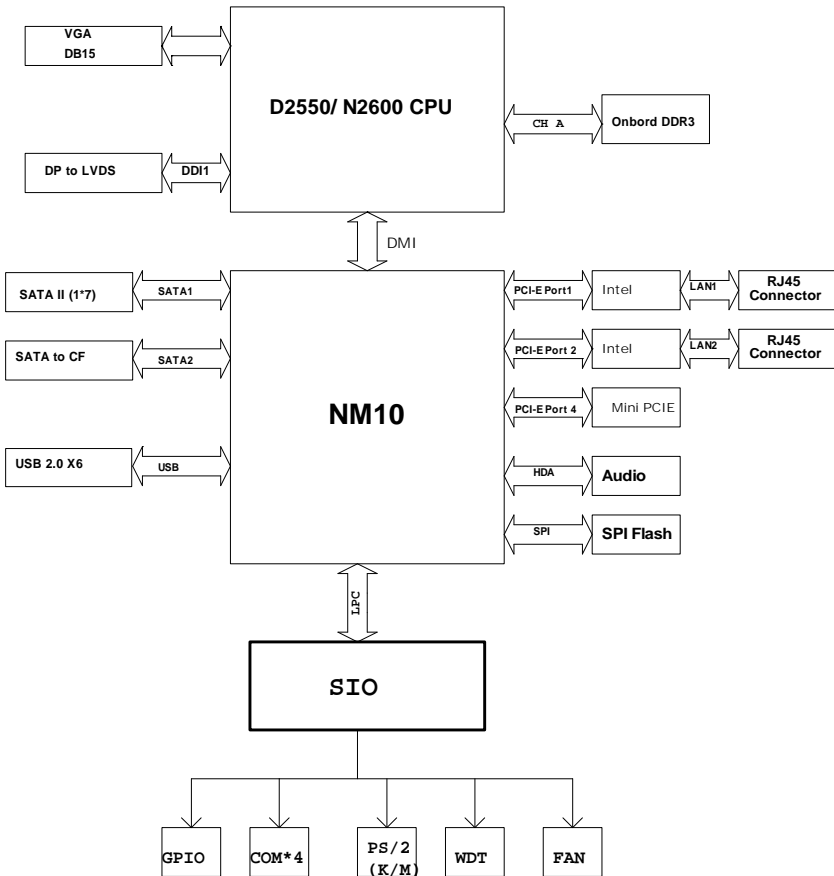 VGA
DB15
D2550/ N2600 CPU
CH A
Onbord DDR3
DP to LVDS
DDI1
DMI
SATA II (1*7)
SATA1
PCI-E Port1
Intel
LAN1
RJ45
Connector
SATA to CF
SATA2
PCI-E Port 2
Intel
LAN2
RJ45
Connector
NM10
PCI-E Port 4
Mini PCIE
USB 2.0 X6
USB
HDA
Audio
SPI
SPI Flash
LPC
SIO
GPIO
COM*4
PS/2
(K/M)
WDT
FAN